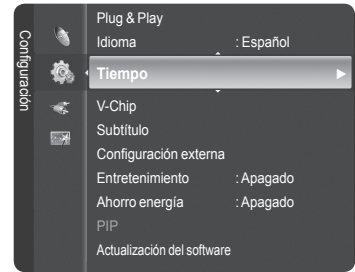 Configuración
Plug & Play
Idioma : Español
Tiempo
V-Chip
Subtítulo
Configuración externa
Entretenimiento : Apagado
Ahorro energía : Apagado
PIP
Actualización del software